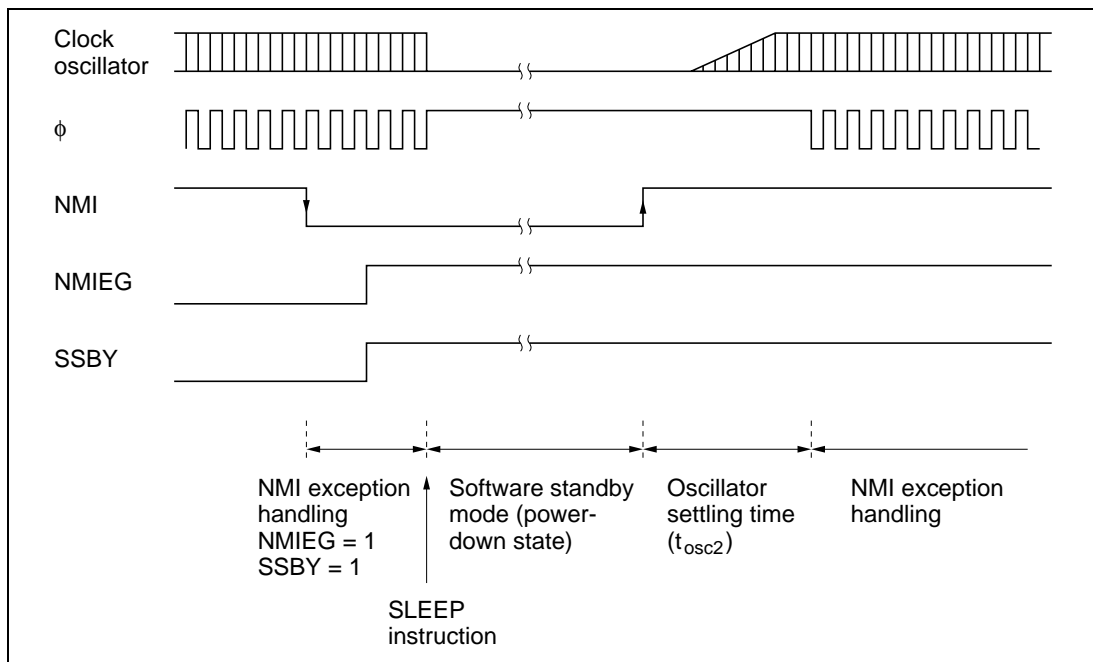 Clock
oscillator
φ
NMI
NMIEG
SSBY
NMI exception
handling
NMIEG = 1
SSBY = 1
Software standby
mode (power-
down state)
Oscillator
settling time
(tosc2)
NMI exception
handling
SLEEP
instruction